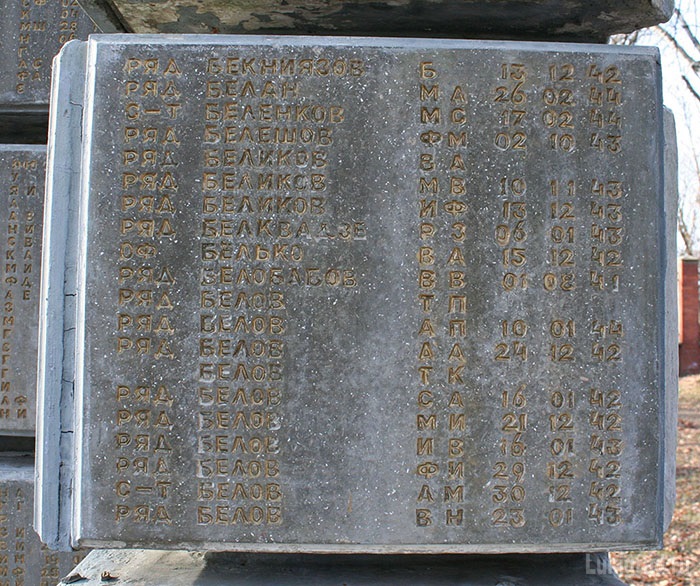 РЯД БЕКНИЯЗОВ Б 13 12 42
РЯД БЕЛАН М А 26 02 44
С-Т БЕЛЕНКОВ М С 17 02 44
РЯД БЕЛЕШОВ Ф М 02 10 43
РЯД БЕЛИКОВ В А
РЯД БЕЛИКОВ М В 10 11 43
РЯД БЕЛИКОВ И Ф 13 12 43
РЯД БЕЛКВАДЗЕ Р З 06 01 43
ОФ БЕЛЬКО В А 15 12 42
РЯД БЕЛОБАБОВ В В 01 08 41
РЯД БЕЛОВ Т П
РЯД БЕЛОВ А П 10 01 44
РЯД БЕЛОВ А А 24 12 42
БЕЛОВ Т К
РЯД БЕЛОВ С А 16 01 42
РЯД БЕЛОВ М И 21 12 42
РЯД БЕЛОВ И В 16 01 43
РЯД БЕЛОВ Ф И 29 12 42
С-Т БЕЛОВ А М 30 12 42
РЯД БЕЛОВ В Н 23 01 43